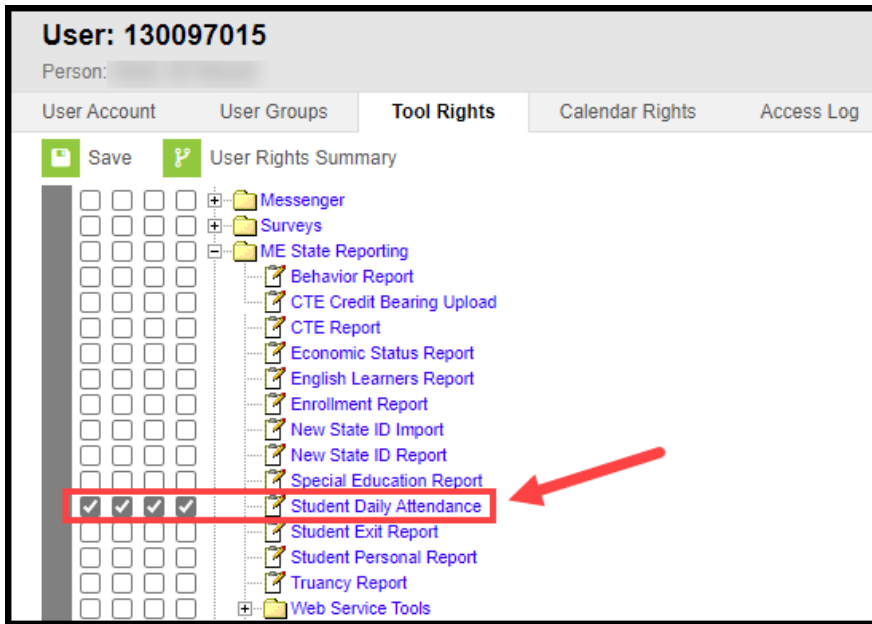 User: 130097015
Person:
User Account User Groups Tool Rights Calendar Rights Access Log
Save User Rights Summary
Messenger
Surveys
ME State Reporting
Behavior Report
CTE Credit Bearing Upload
CTE Report
Economic Status Report
English Learners Report
Enrollment Report
New State ID Import
New State ID Report
Special Education Report
Student Daily Attendance
Student Exit Report
Student Personal Report
Truancy Report
Web Service Tools